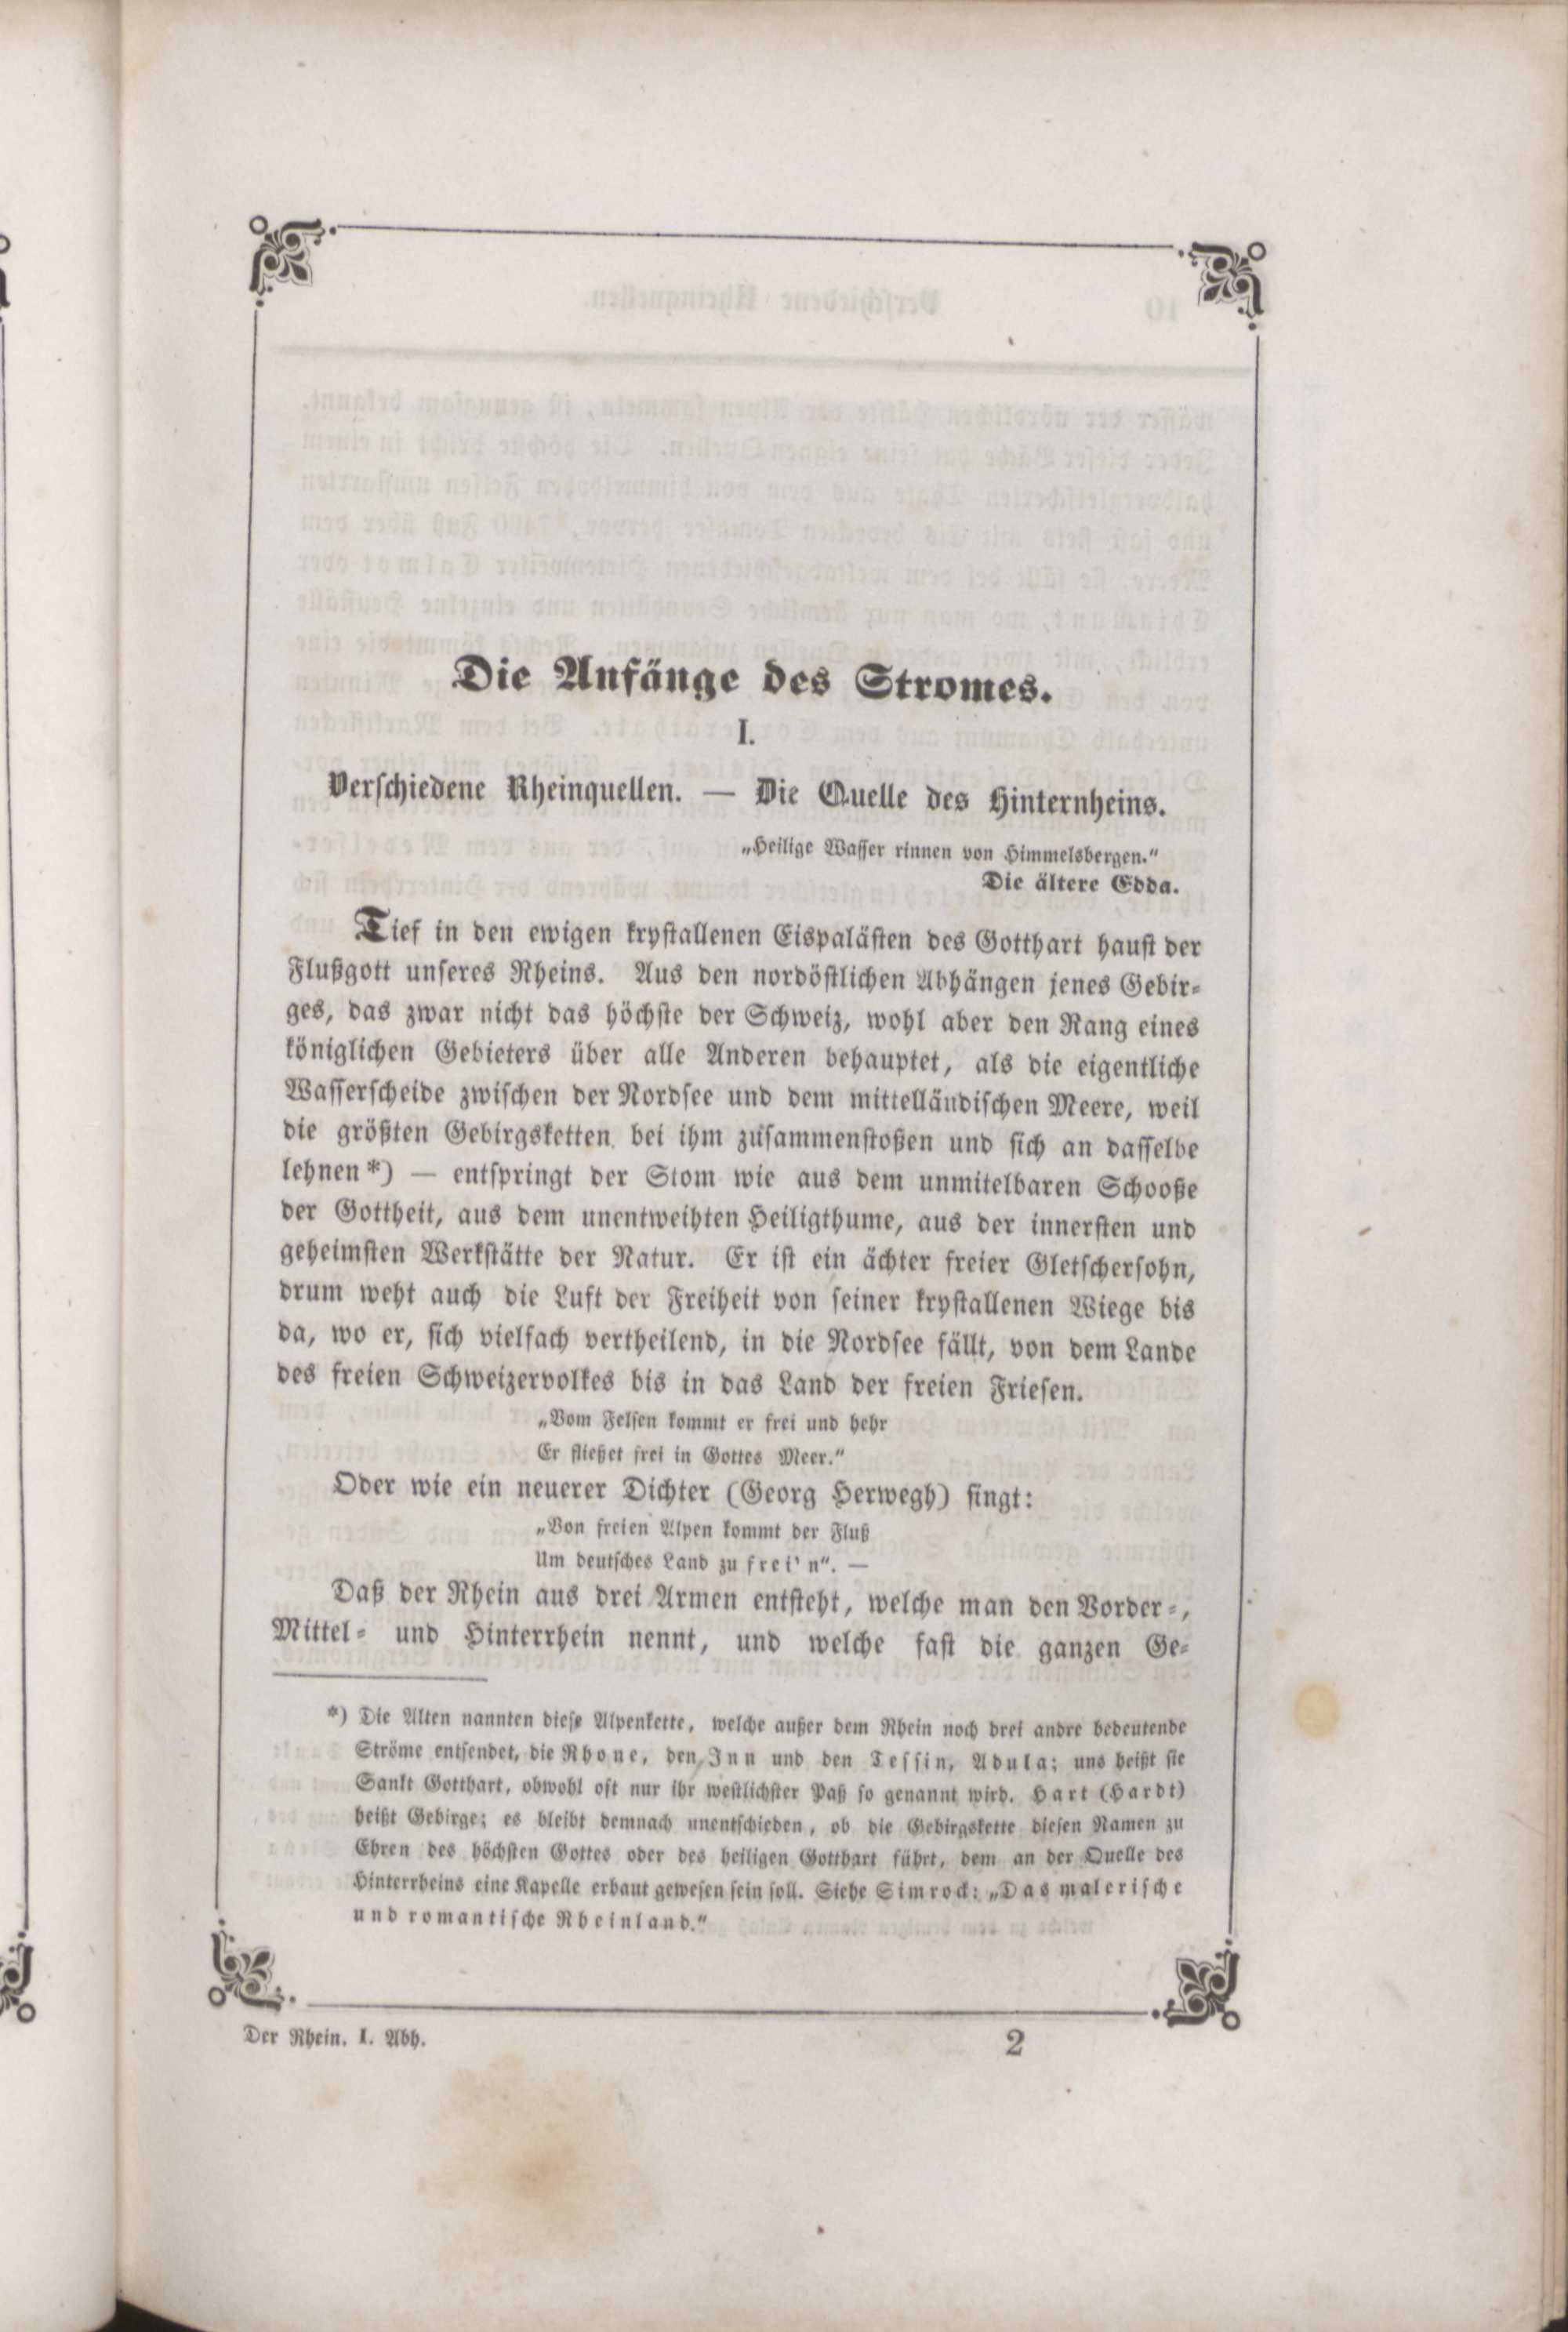 Die Anfänge des Stromes.
I.
Verschiedene Rheinquellen. — Die Quelle des Hinternheins.
„Heilige Wasser rinnen von Himmelsbergen.“
Die ältere Edda.
Tief in den ewigen krystallenen Eispalästen des Gotthart haust der
Flußgott unseres Rheins. Aus den nordöstlichen Abhängen jenes Gebir-
ges, das zwar nicht das höchste der Schweiz, wohl aber den Rang eines
königlichen Gebieters über alle Anderen behauptet, als die eigentliche
Wasserscheide zwischen der Nordsee und dem mittelländischen Meere, weil
die größten Gebirgsketten bei ihm zusammenstoßen und sich an dasselbe
lehnen*) — entspringt der Stom wie aus dem unmitelbaren Schooße
der Gottheit, aus dem unentweihten Heiligthume, aus der innersten und
geheimsten Werkstätte der Natur. Er ist ein ächter freier Gletschersohn,
drum weht auch die Luft der Freiheit von seiner krystallenen Wiege bis
da, wo er, sich vielfach vertheilend, in die Nordsee fällt, von dem Lande
des freien Schweizervolkes bis in das Land der freien Friesen.
„Vom Felsen kommt er frei und hehr
Er fließet frei in Gottes Meer.“
Oder wie ein neuerer Dichter (Georg Herwegh) singt:
„Von freien Alpen kommt der Fluß
Um deutsches Land zu frei'n“. —
Daß der Rhein aus drei Armen entsteht, welche man den Vorder-,
Mittel- und Hinterrhein nennt, und welche fast die ganzen Ge-
*) Die Alten nannten diese Alpenkette, welche außer dem Rhein noch drei andre bedeutende
Ströme entsendet, die Rhone, den Inn und den Tessin, Adula; uns heißt sie
Sankt Gotthart, obwohl oft nur ihr westlichster Paß so genannt wird. Hart (Hardt)
heißt Gebirge; es bleibt demnach unentschieden, ob die Gebirgskette diesen Namen zu
Ehren des höchsten Gottes oder des heiligen Gotthart führt, dem an der Quelle des
Hinterrheins eine Kapelle erbaut gewesen sein soll. Siehe Simrock: „Das malerische
und romantische Rheinland.“
Der Rhein. I. Abh.
2